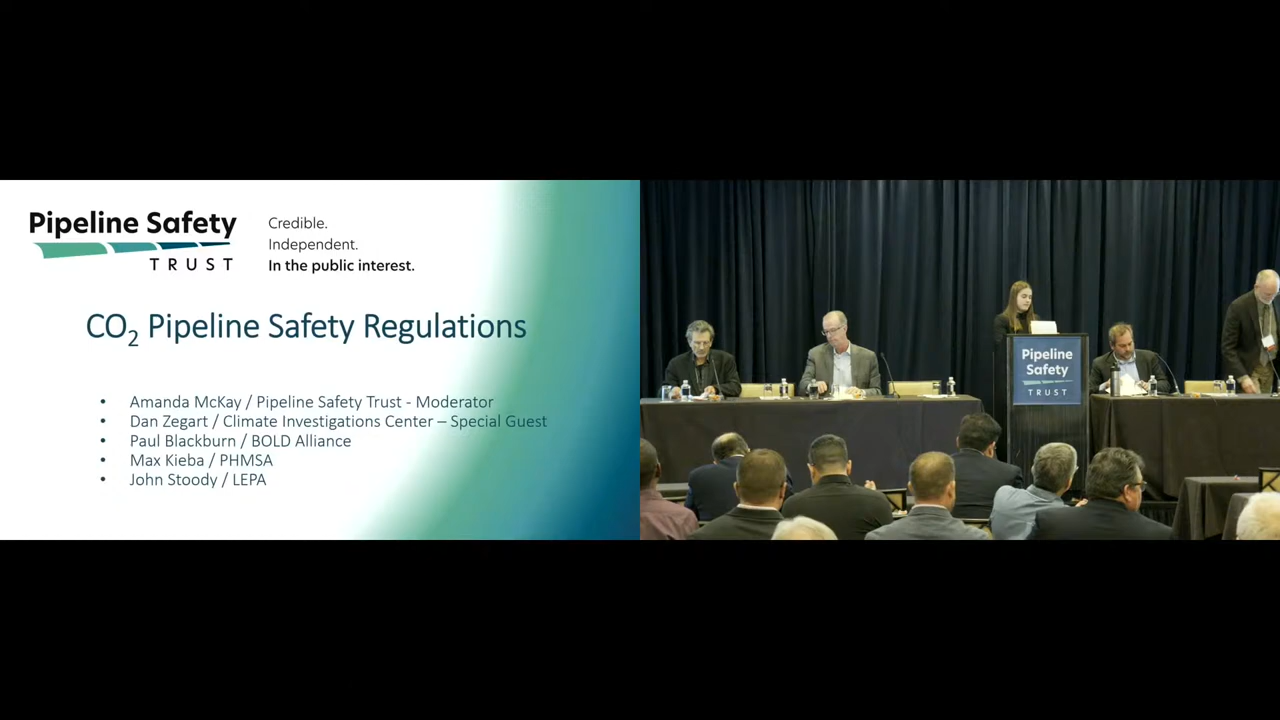 Pipeline Safety
TRUST
Credible.
Independent.
In the public interest.
CO₂ Pipeline Safety Regulations
• Amanda McKay / Pipeline Safety Trust - Moderator
• Dan Zegart / Climate Investigations Center – Special Guest
• Paul Blackburn / BOLD Alliance
• Max Kieba / PHMSA
• John Stoody / LEPA
Pipeline
Safety
TRUST